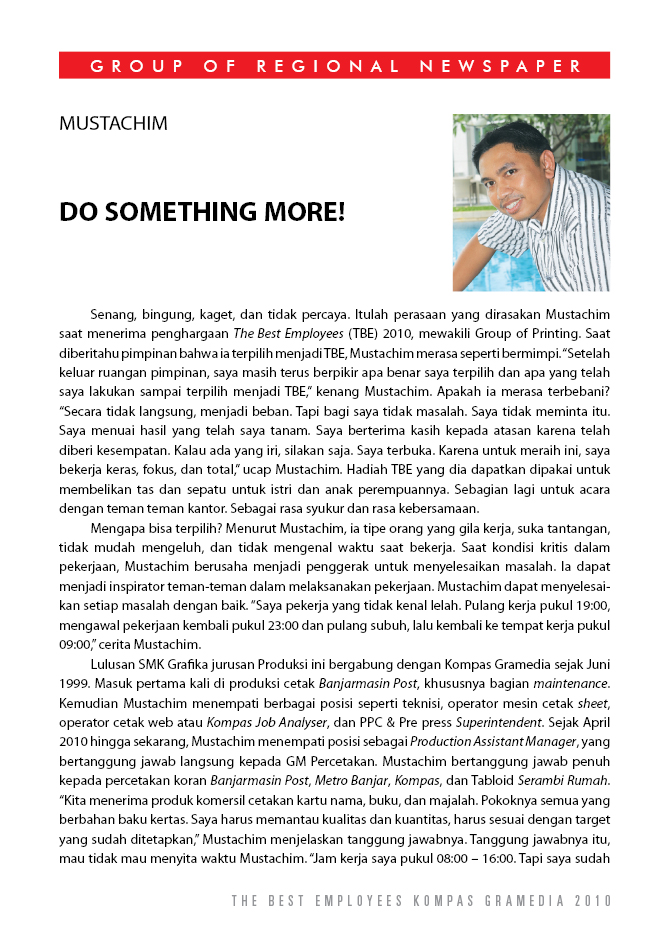 GROUP OF REGIONAL NEWSPAPER
MUSTACHIM
DO SOMETHING MORE!
Senang, bingung, kaget, dan tidak percaya. Itulah perasaan yang dirasakan Mustachim
saat menerima penghargaan The Best Employees (TBE) 2010, mewakili Group of Printing. Saat
diberitahu pimpinan bahwa ia terpilih menjadi TBE, Mustachim merasa seperti bermimpi. “Setelah
keluar ruangan pimpinan, saya masih terus berpikir apa benar saya terpilih dan apa yang telah
saya lakukan sampai terpilih menjadi TBE,” kenang Mustachim. Apakah ia merasa terbebani?
“Secara tidak langsung, menjadi beban. Tapi bagi saya tidak masalah. Saya tidak meminta itu.
Saya menuai hasil yang telah saya tanam. Saya berterima kasih kepada atasan karena telah
diberi kesempatan. Kalau ada yang iri, silakan saja. Saya terbuka. Karena untuk meraih ini, saya
bekerja keras, fokus, dan total,” ucap Mustachim. Hadiah TBE yang dia dapatkan dipakai untuk
membelikan tas dan sepatu untuk istri dan anak perempuannya. Sebagian lagi untuk acara
dengan teman teman kantor. Sebagai rasa syukur dan rasa kebersamaan.
Mengapa bisa terpilih? Menurut Mustachim, ia tipe orang yang gila kerja, suka tantangan,
tidak mudah mengeluh, dan tidak mengenal waktu saat bekerja. Saat kondisi kritis dalam
pekerjaan, Mustachim berusaha menjadi penggerak untuk menyelesaikan masalah. Ia dapat
menjadi inspirator teman-teman dalam melaksanakan pekerjaan. Mustachim dapat menyelesai-
kan setiap masalah dengan baik. “Saya pekerja yang tidak kenal lelah. Pulang kerja pukul 19:00,
mengawal pekerjaan kembali pukul 23:00 dan pulang subuh, lalu kembali ke tempat kerja pukul
09:00,” cerita Mustachim.
Lulusan SMK Grafika jurusan Produksi ini bergabung dengan Kompas Gramedia sejak Juni
1999. Masuk pertama kali di produksi cetak Banjarmasin Post, khususnya bagian maintenance.
Kemudian Mustachim menempati berbagai posisi seperti teknisi, operator mesin cetak sheet,
operator cetak web atau Kompas Job Analyser, dan PPC & Pre press Superintendent. Sejak April
2010 hingga sekarang, Mustachim menempati posisi sebagai Production Assistant Manager, yang
bertanggung jawab langsung kepada GM Percetakan. Mustachim bertanggung jawab penuh
kepada percetakan koran Banjarmasin Post, Metro Banjar, Kompas, dan Tabloid Serambi Rumah.
“Kita menerima produk komersil cetakan kartu nama, buku, dan majalah. Pokoknya semua yang
berbahan baku kertas. Saya harus memantau kualitas dan kuantitas, harus sesuai dengan target
yang sudah ditetapkan,” Mustachim menjelaskan tanggung jawabnya. Tanggung jawabnya itu,
mau tidak mau menyita waktu Mustachim. “Jam kerja saya pukul 08:00 – 16:00. Tapi saya sudah
THE BEST EMPLOYEES KOMPAS GRAMEDIA 2010